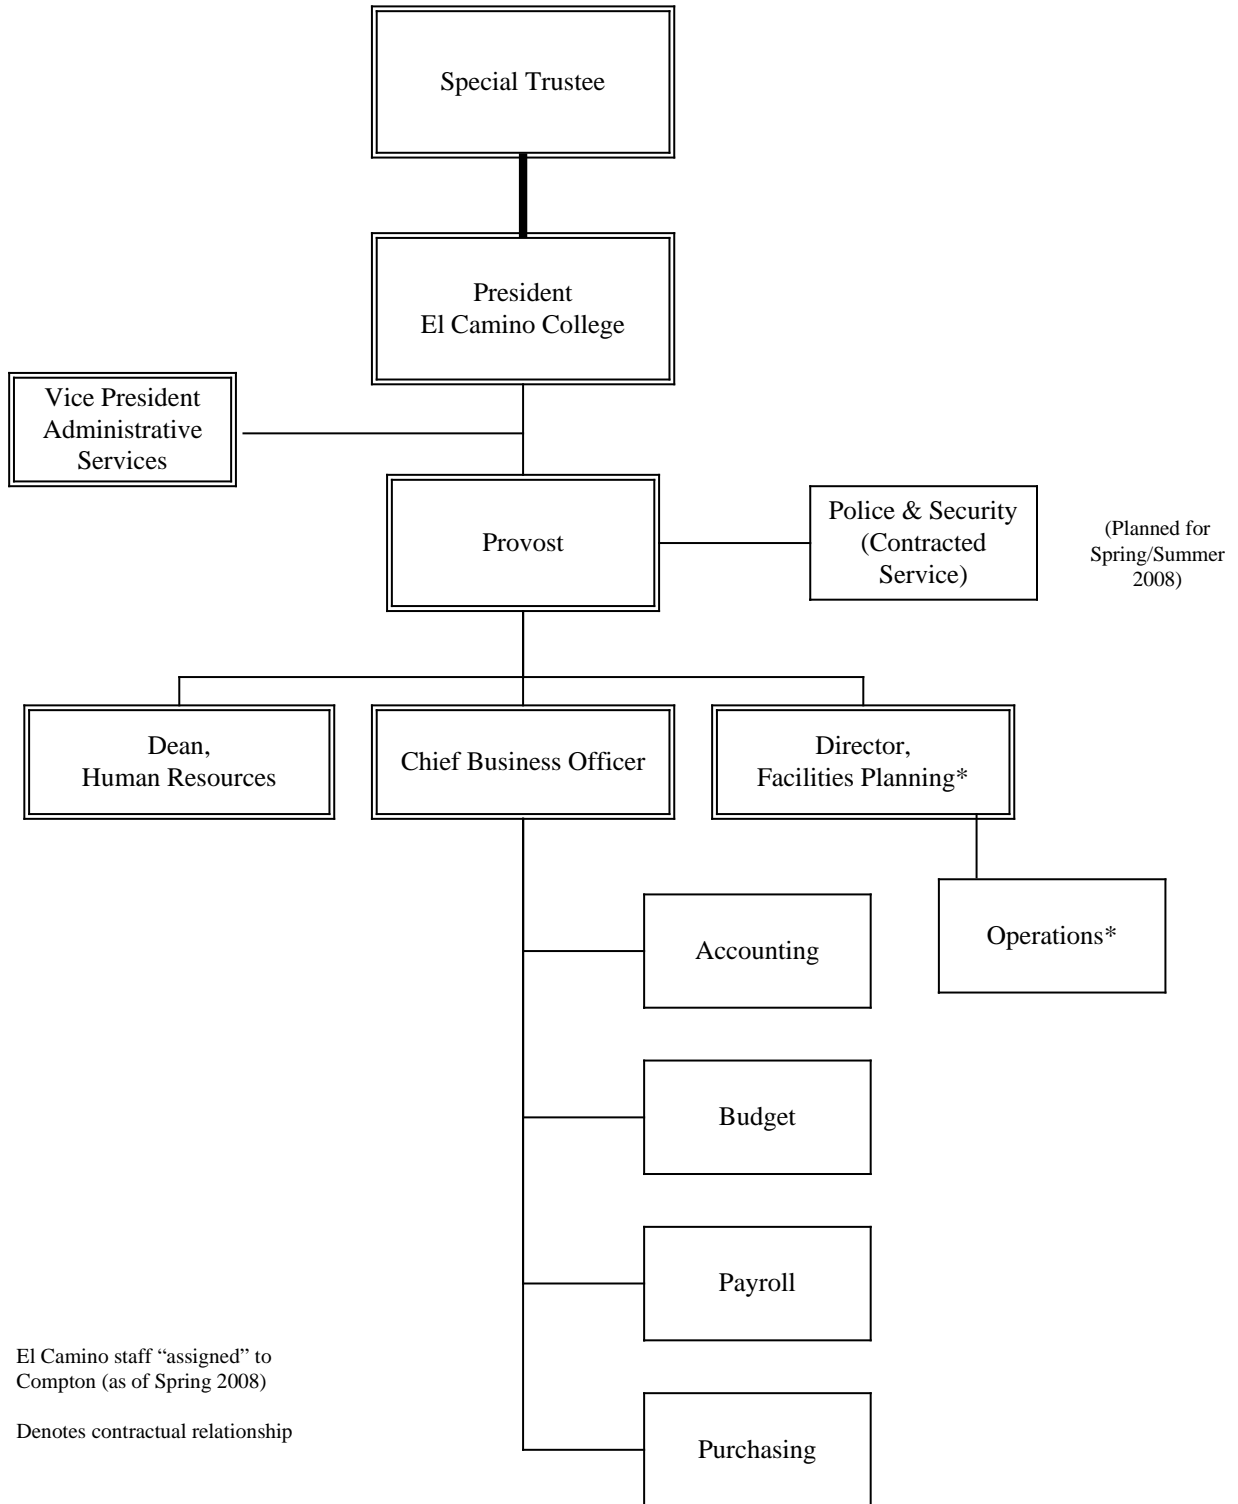 Special Trustee
President
El Camino College
Vice President
Administrative
Services
Provost
Police & Security
(Contracted
Service)
(Planned for
Spring/Summer
2008)
Dean,
Human Resources
Chief Business Officer
Director,
Facilities Planning*
Operations*
Accounting
Budget
Payroll
Purchasing
El Camino staff “assigned” to
Compton (as of Spring 2008)
Denotes contractual relationship